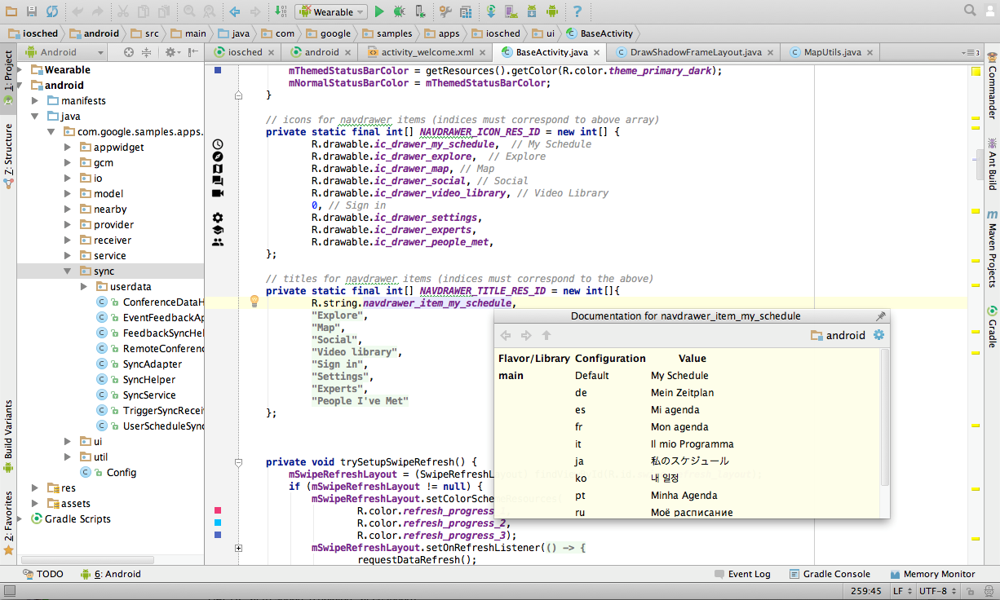 Wearable
iosched android src main java com google samples apps iosched ui BaseActivity
Android
iosched android activity_welcome.xml BaseActivity.java DrawShadowFrameLayout.java MapUtils.java 3
1: Project
7: Structure
Build Variants
2: Favorites
Wearable
android
manifests
java
com.google.samples.apps.
appwidget
gcm
io
model
nearby
provider
receiver
service
sync
userdata
ConferenceDataH
EventFeedbackAp
FeedbackSyncHel
RemoteConferenc
SyncAdapter
SyncHelper
SyncService
TriggerSyncRecei
UserScheduleSync
ui
util
Config
res
assets
Gradle Scripts
mThemedStatusBarColor = getResources().getColor(R.color.theme_primary_dark);
mNormalStatusBarColor = mThemedStatusBarColor;
}
// icons for navdrawer items (indices must correspond to above array)
private static final int[] NAVDRAWER_ICON_RES_ID = new int[] {
R.drawable.ic_drawer_my_schedule, // My Schedule
R.drawable.ic_drawer_explore, // Explore
R.drawable.ic_drawer_map, // Map
R.drawable.ic_drawer_social, // Social
R.drawable.ic_drawer_video_library, // Video Library
0, // Sign in
R.drawable.ic_drawer_settings,
R.drawable.ic_drawer_experts,
R.drawable.ic_drawer_people_met,
};
// titles for navdrawer items (indices must correspond to the above)
private static final int[] NAVDRAWER_TITLE_RES_ID = new int[]{
R.string.navdrawer_item_my_schedule,
"Explore",
"Map",
"Social",
"Video library",
"Sign in",
"Settings",
"Experts",
"People I've Met"
};
private void trySetupSwipeRefresh() {
mSwipeRefreshLayout = (SwipeRefreshLayout) findViewById(R.id.swipe_refresh_layout);
if (mSwipeRefreshLayout != null) {
mSwipeRefreshLayout.setColorSchemeResources(
R.color.refresh_progress_1,
R.color.refresh_progress_2,
R.color.refresh_progress_3);
mSwipeRefreshLayout.setOnRefreshListener(() -> {
requestDataRefresh();
Documentation for navdrawer_item_my_schedule
android
Flavor/Library Configuration Value
main Default My Schedule
de Mein Zeitplan
es Mi agenda
fr Mon agenda
it Il mio Programma
ja 私のスケジュール
ko 내 일정
pt Minha Agenda
ru Моё расписание
Commander
Ant Build
Maven Projects
Gradle
TODO 6: Android Event Log Gradle Console Memory Monitor
259:45 LF UTF-8